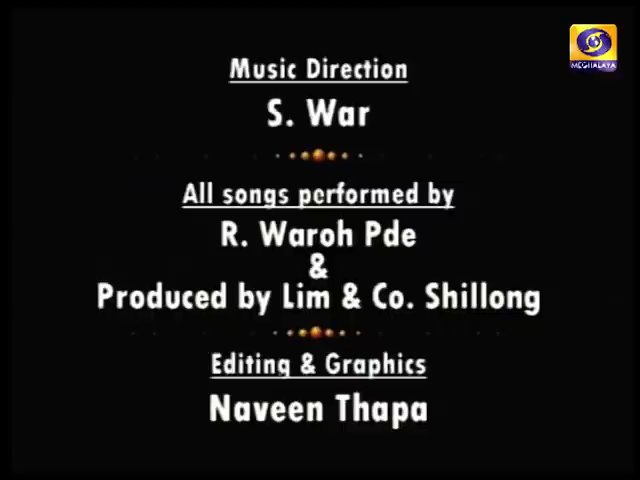 MEGHALAYA
Music Direction
S. War
All songs performed by
R. Waroh Pde
&
Produced by Lim & Co. Shillong
Editing & Graphics
Naveen Thapa